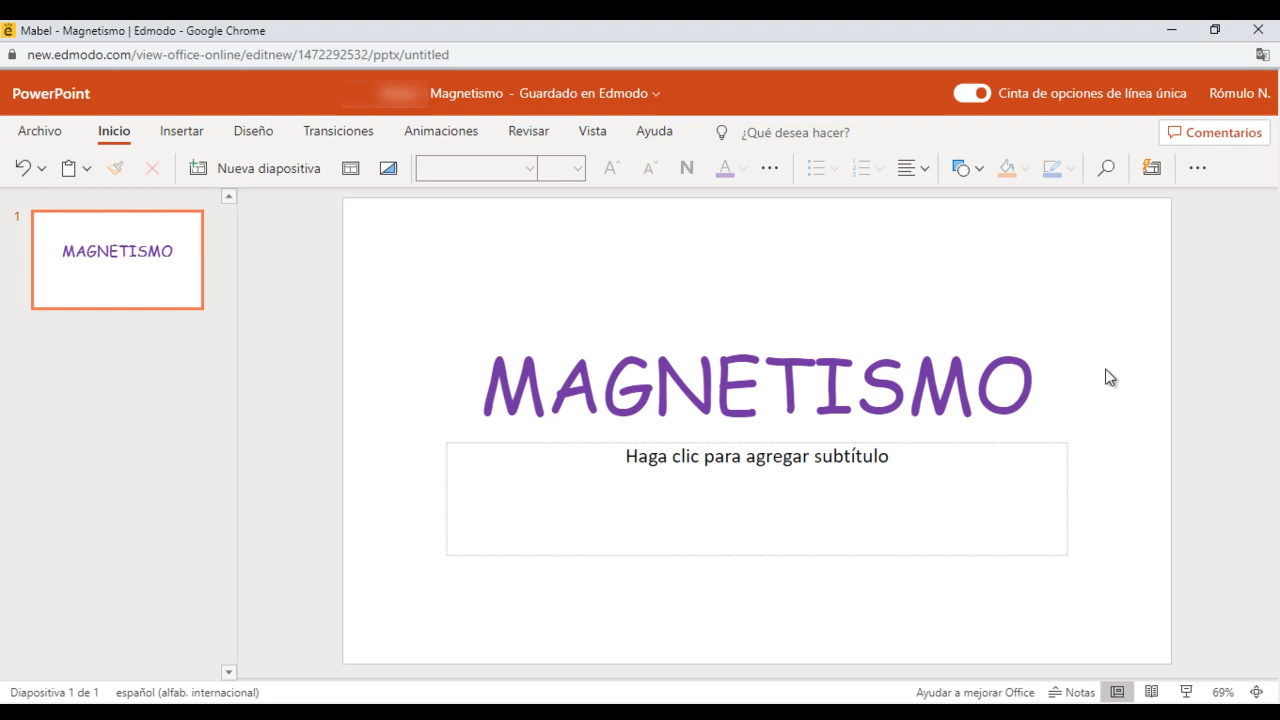 Mabel - Magnetismo | Edmodo - Google Chrome
new.edmodo.com/view-office-online/editnew/1472292532/pptx/untitled
PowerPoint
Magnetismo - Guardado en Edmodo
Cinta de opciones de línea única
Rómulo N.
Archivo
Inicio
Insertar
Diseño
Transiciones
Animaciones
Revisar
Vista
Ayuda
¿Qué desea hacer?
Comentarios
Nueva diapositiva
N
A
1
MAGNETISMO
MAGNETISMO
Haga clic para agregar subtítulo
Diapositiva 1 de 1
español (alfab. internacional)
Ayudar a mejorar Office
Notas
69%